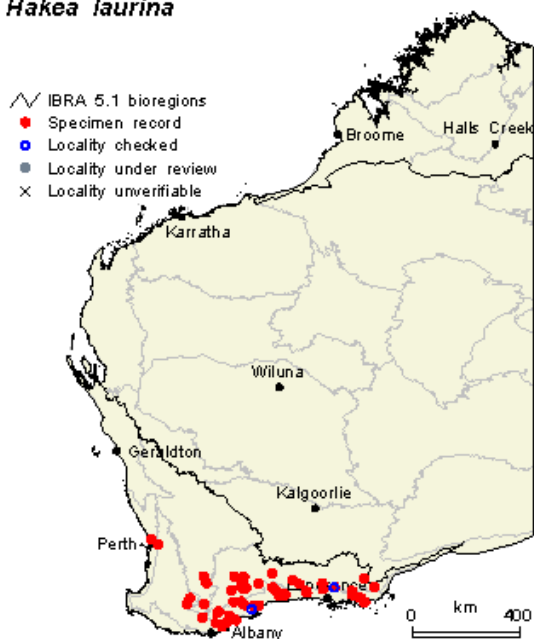 Hakea laurina
IBRA 5.1 bioregions
Specimen record
Locality checked
Locality under review
Locality unverifiable
Broome
Halls Creek
Karratha
Wiluna
Geraldton
Kalgoorlie
Perth
Esperance
Albany
0 km 400